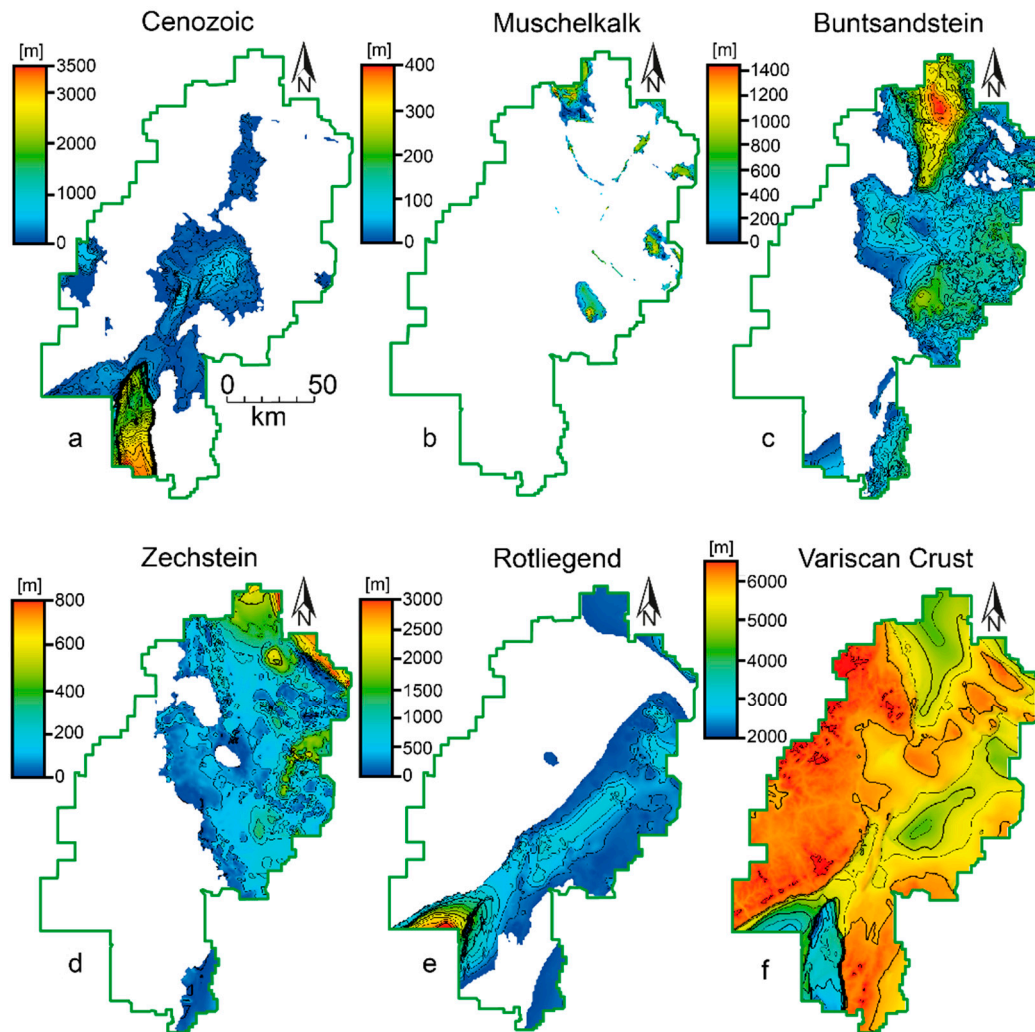 Cenozoic
[m]
3500
3000
2000
1000
0
N
0 50
km
a
Muschelkalk
[m]
400
300
200
100
0
N
b
Buntsandstein
[m]
1400
1200
1000
800
600
400
200
0
N
c
Zechstein
[m]
800
600
400
200
0
N
d
Rotliegend
[m]
3000
2500
2000
1500
1000
500
0
N
e
Variscan Crust
[m]
6000
5000
4000
3000
2000
N
f